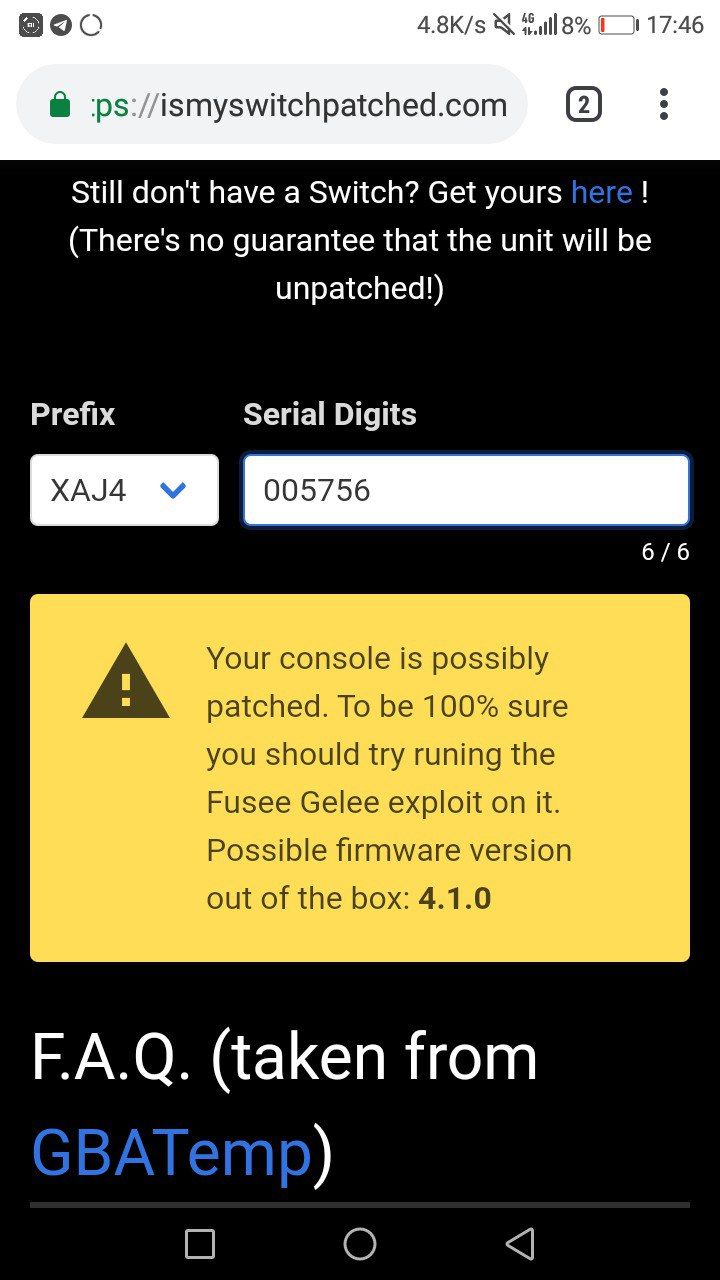 4.8K/s 4G 8% 17:46
:ps://ismyswitchpatched.com 2
Still don't have a Switch? Get yours here !
(There's no guarantee that the unit will be
unpatched!)
Prefix Serial Digits
XAJ4 005756
6 / 6
Your console is possibly
patched. To be 100% sure
you should try runing the
Fusee Gelee exploit on it.
Possible firmware version
out of the box: 4.1.0
F.A.Q. (taken from
GBATemp)